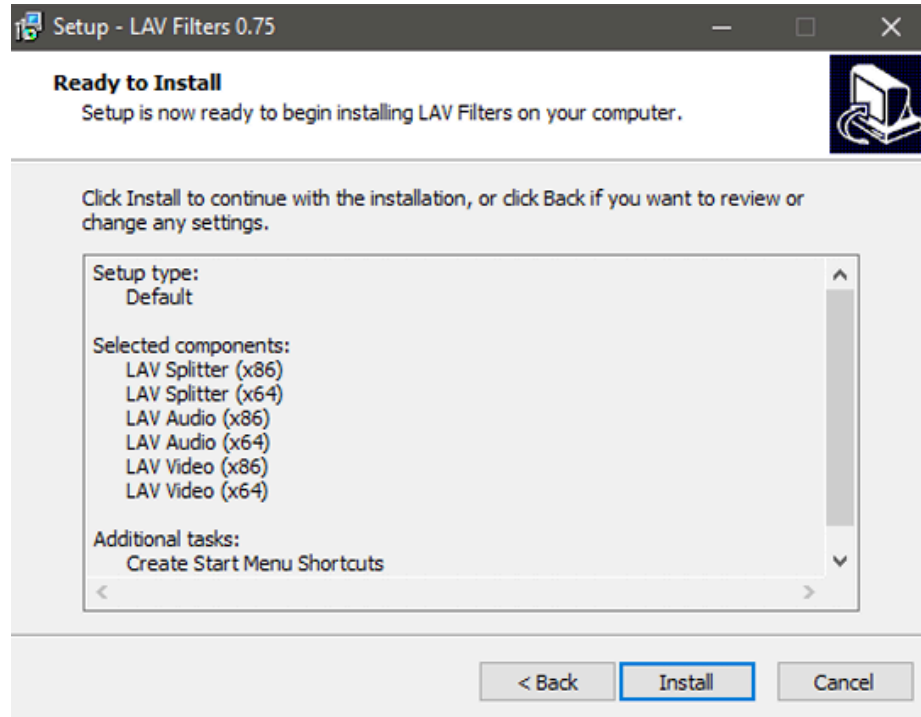 Setup - LAV Filters 0.75
Ready to Install
Setup is now ready to begin installing LAV Filters on your computer.
Click Install to continue with the installation, or click Back if you want to review or
change any settings.
Setup type:
Default
Selected components:
LAV Splitter (x86)
LAV Splitter (x64)
LAV Audio (x86)
LAV Audio (x64)
LAV Video (x86)
LAV Video (x64)
Additional tasks:
Create Start Menu Shortcuts
< Back Install Cancel